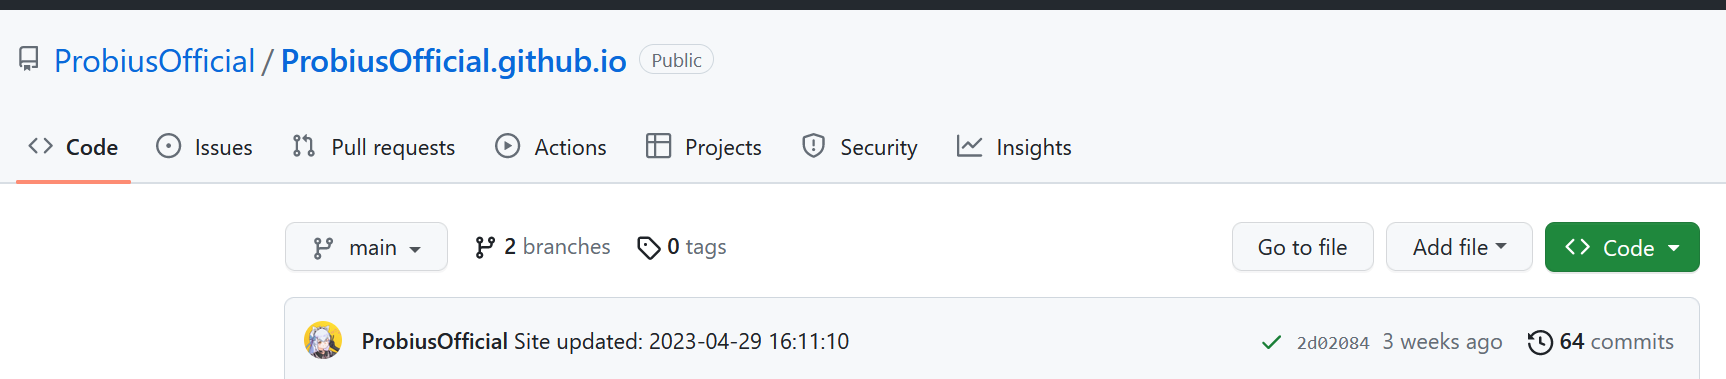 ProbiusOfficial / ProbiusOfficial.github.io Public
Code Issues Pull requests Actions Projects Security Insights
main 2 branches 0 tags Go to file Add file Code
ProbiusOfficial Site updated: 2023-04-29 16:11:10 2d02084 3 weeks ago 64 commits